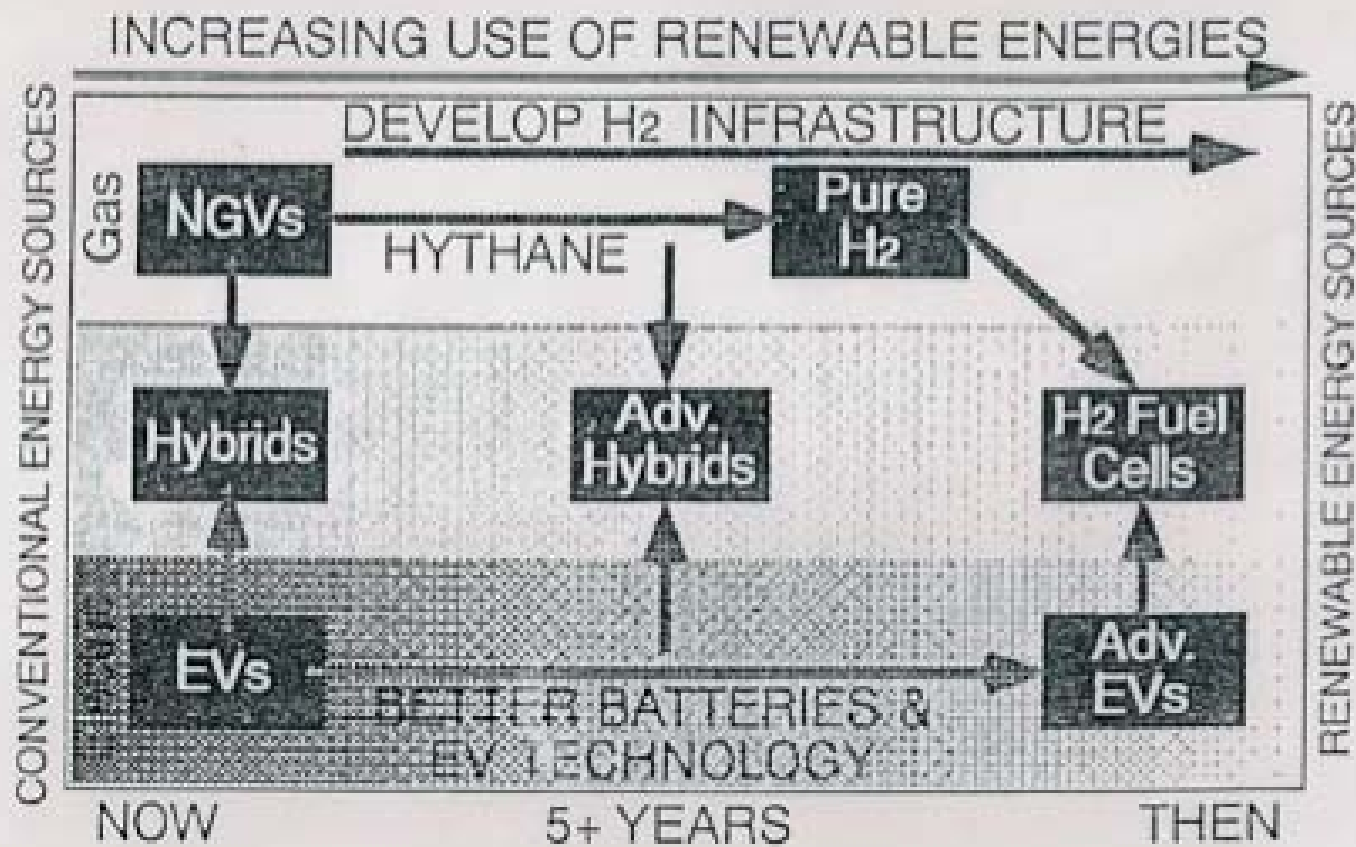 INCREASING USE OF RENEWABLE ENERGIES
CONVENTIONAL ENERGY SOURCES
DEVELOP H2 INFRASTRUCTURE
Gas
NGVs
HYTHANE
Pure
H2
Hybrids
Adv.
Hybrids
H2 Fuel
Cells
EVs
BETTER BATTERIES &
EV TECHNOLOGY
Adv.
EVs
RENEWABLE ENERGY SOURCES
NOW
5+ YEARS
THEN